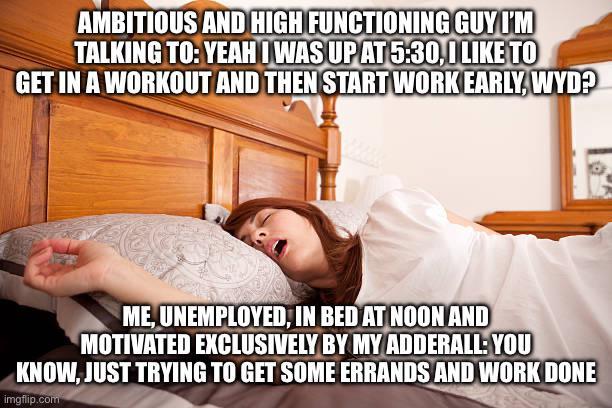 AMBITIOUS AND HIGH FUNCTIONING GUY I'M
TALKING TO: YEAH I WAS UP AT 5:30, I LIKE TO
GET IN A WORKOUT AND THEN START WORK EARLY, WYD?
ME, UNEMPLOYED, IN BED AT NOON AND
MOTIVATED EXCLUSIVELY BY MY ADDERALL: YOU
KNOW, JUST TRYING TO GET SOME ERRANDS AND WORK DONE
imgflip.com